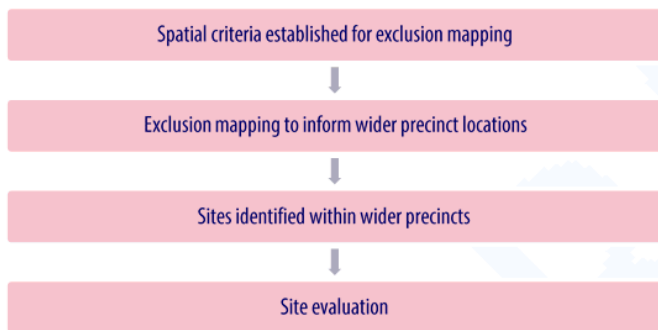 Spatial criteria established for exclusion mapping
Exclusion mapping to inform wider precinct locations
Sites identified within wider precincts
Site evaluation